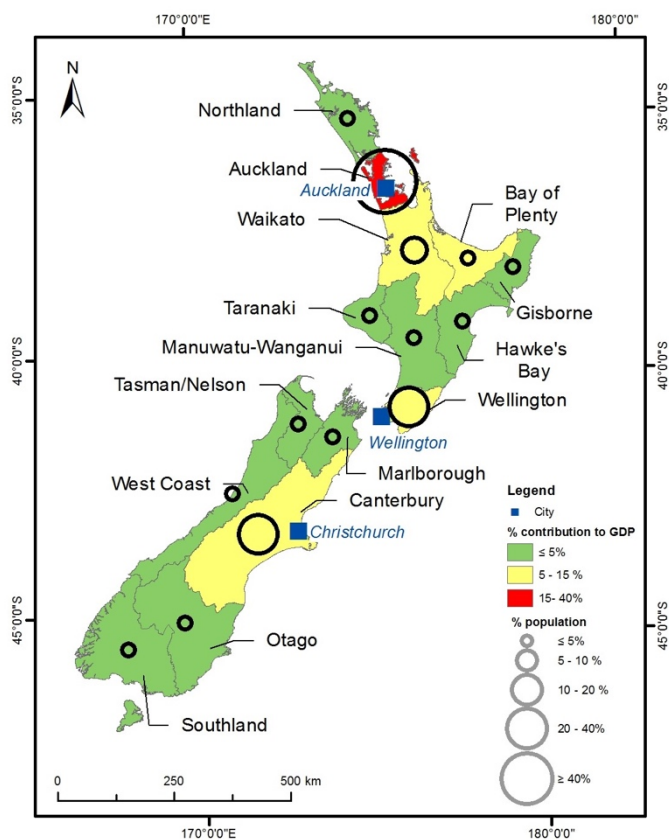 170°0'0"E
180°0'0"
N
35°0'0"S
35°0'0"S
Northland
Auckland
Auckland
Bay of
Plenty
Waikato
Gisborne
Taranaki
Manuwatu-Wanganui
Hawke's
Bay
40°0'0"S
40°0'0"S
Tasman/Nelson
Wellington
Wellington
Marlborough
West Coast
Canterbury
Christchurch
Legend
City
% contribution to GDP
≤ 5%
5 - 15 %
15- 40%
% population
≤ 5%
5 - 10 %
10 - 20 %
20 - 40%
≥ 40%
45°0'0"S
45°0'0"S
Otago
Southland
0 250 500 km
170°0'0"E
180°0'0"